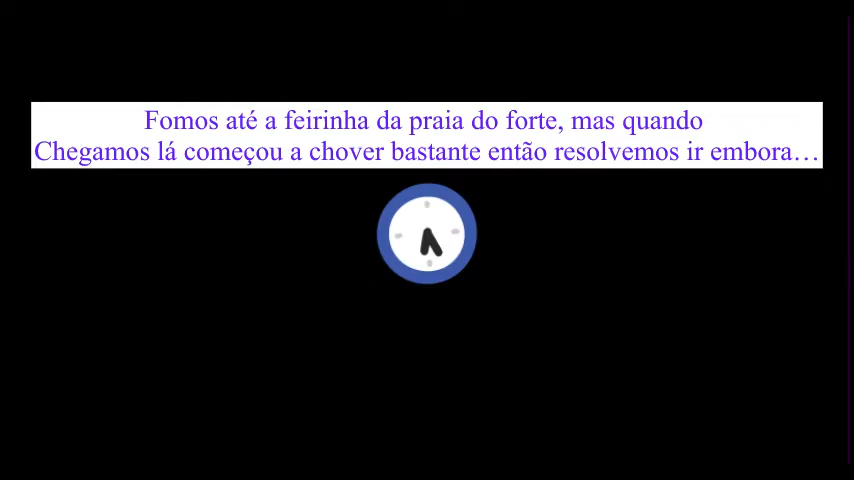 Fomos até a feirinha da praia do forte, mas quando
Chegamos lá começou a chover bastante então resolvemos ir embora…